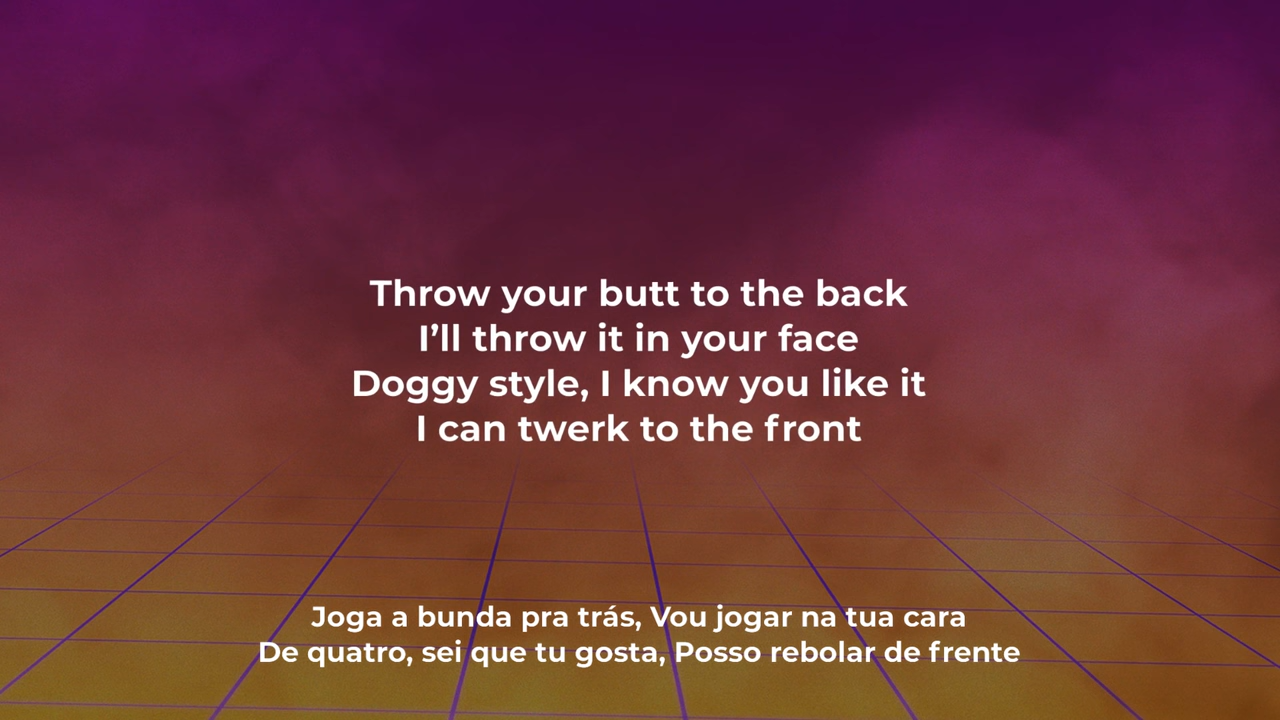 Throw your butt to the back
I’ll throw it in your face
Doggy style, I know you like it
I can twerk to the front
Joga a bunda pra trás, Vou jogar na tua cara
De quatro, sei que tu gosta, Posso rebolar de frente